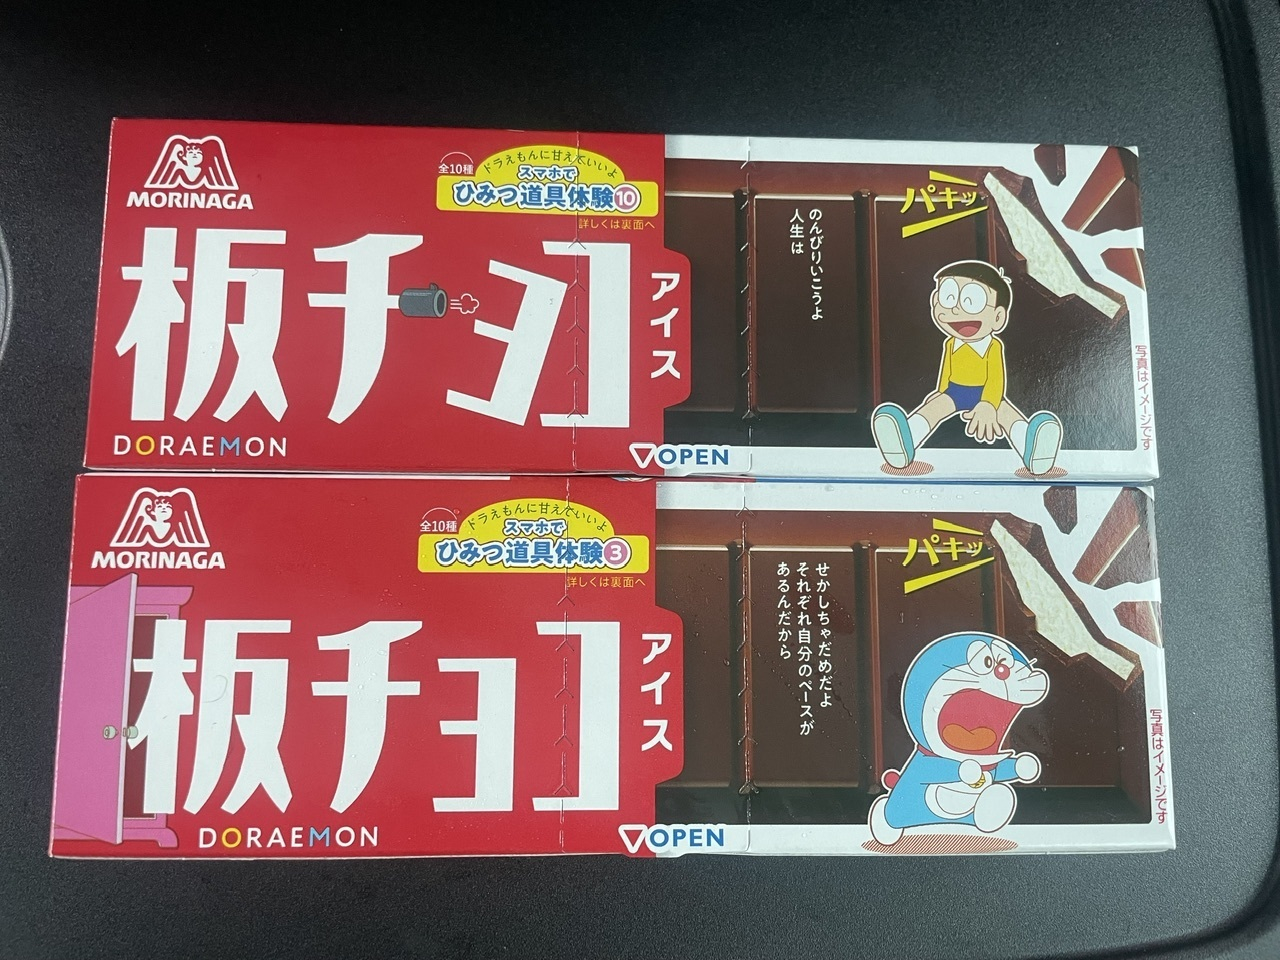 MORINAGA
全10種
ドラえもんに甘えていいよ
スマホで
ひみつ道具体験10
詳しくは裏面へ
板チョコ
アイス
DORAEMON
OPEN
のんびりいこうよ
人生は
パキッ
写真はイメージです
MORINAGA
全10種
ドラえもんに甘えていいよ
スマホで
ひみつ道具体験3
詳しくは裏面へ
板チョコ
アイス
DORAEMON
OPEN
せかしちゃだめだよ
それぞれ自分のペースが
あるんだから
パキッ
写真はイメージです